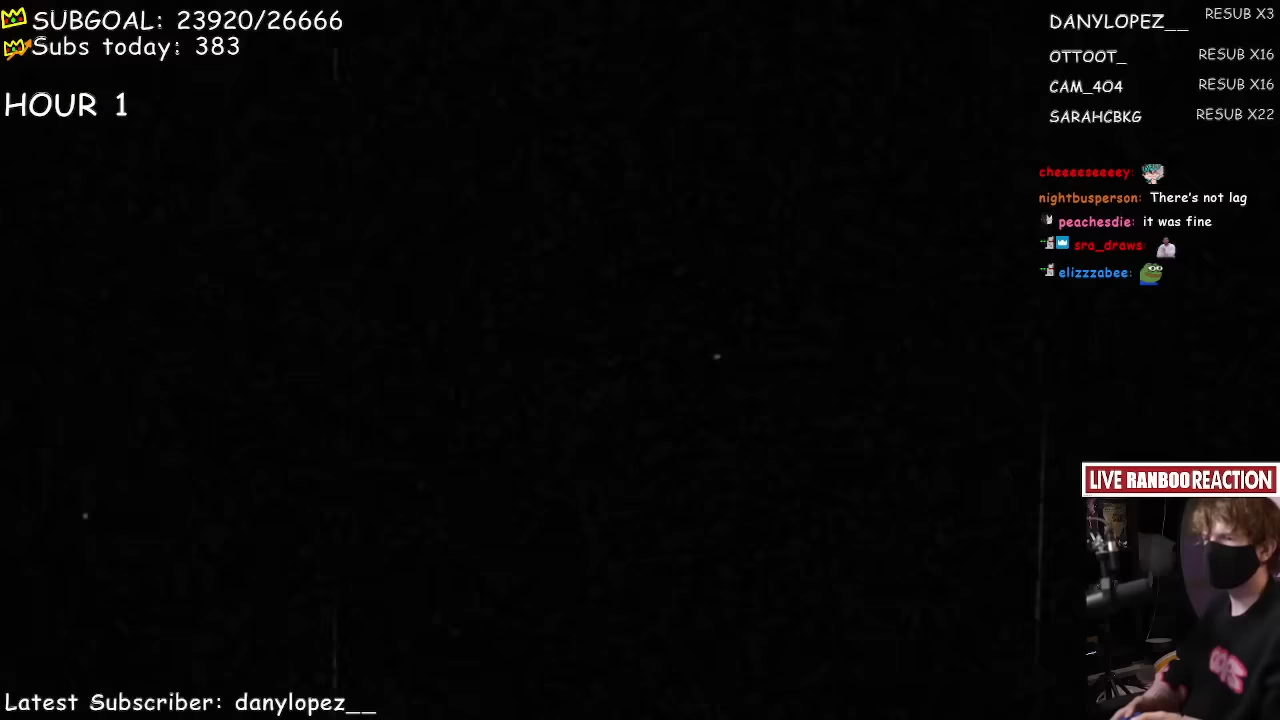 SUBGOAL: 23920/26666
Subs today: 383
HOUR 1
DANYLOPEZ__ RESUB X3
OTTOOT_ RESUB X16
CAM_404 RESUB X16
SARAHCBKG RESUB X22
cheeeeseeeey:
nightbusperson: There's not lag
peachesdie: it was fine
sra_draws:
elizzzabee:
LIVE RANBOO REACTION
Latest Subscriber: danylopez__